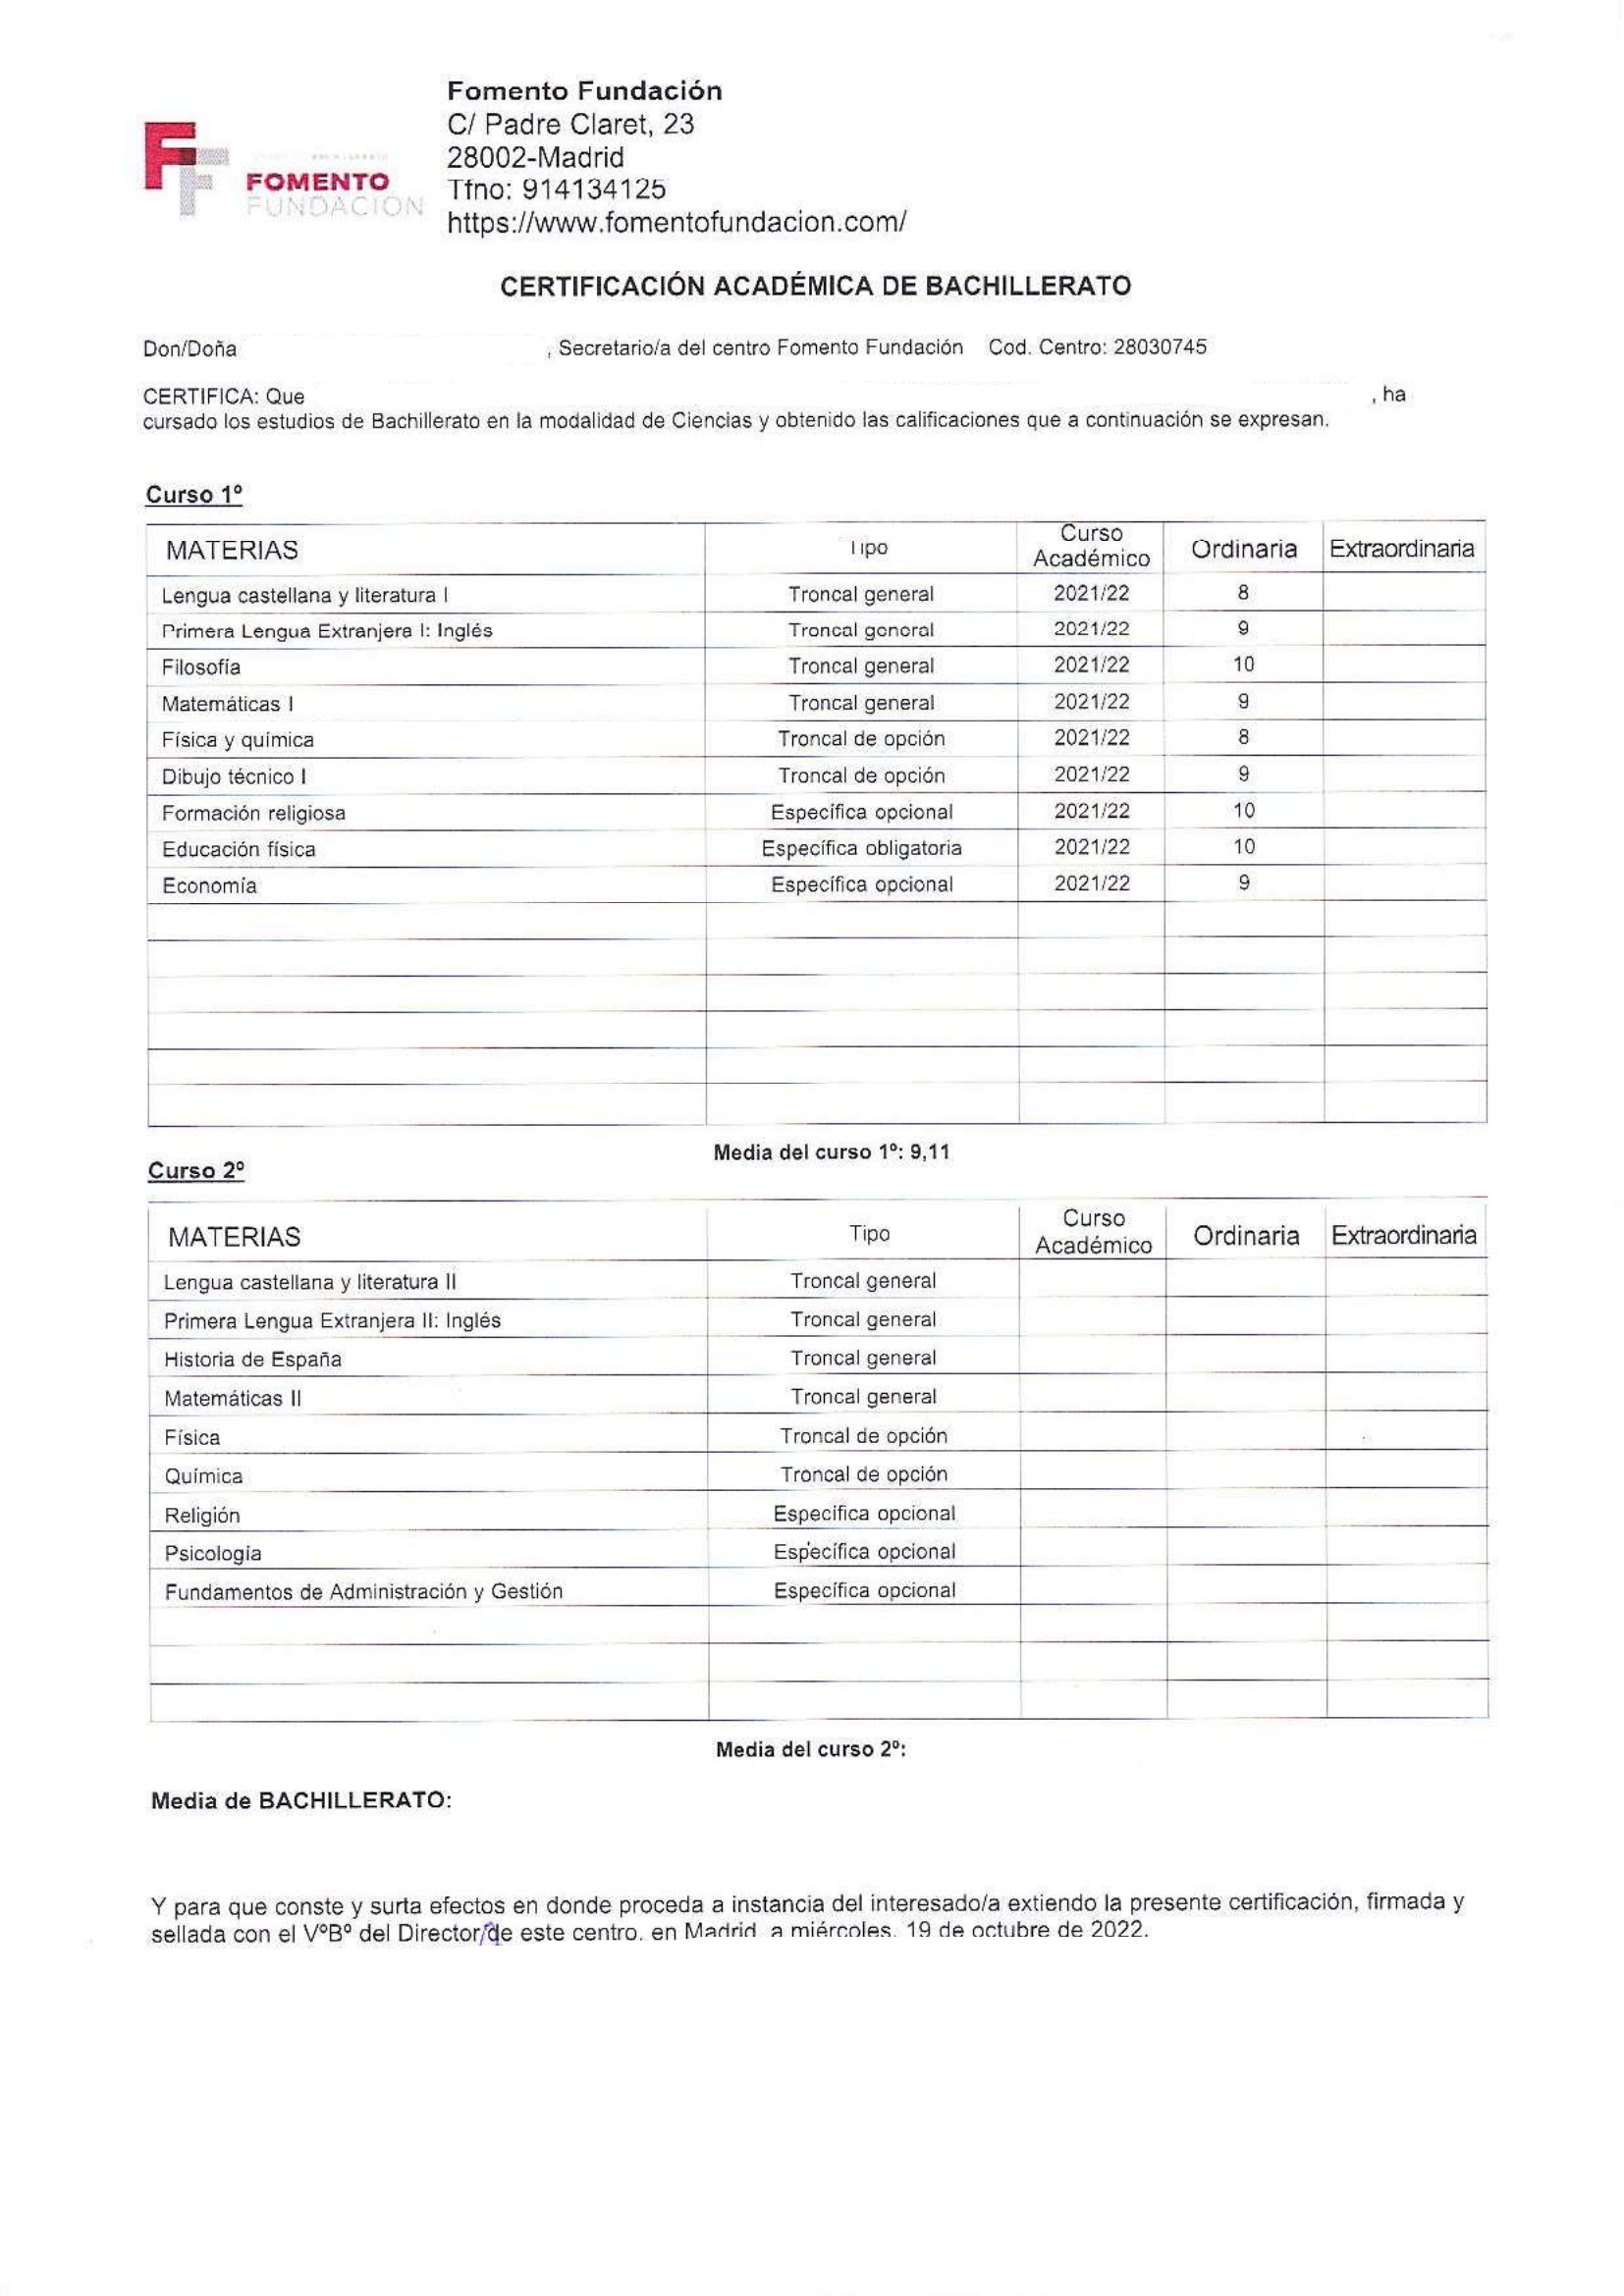 Fomento Fundación
C/ Padre Claret, 23
28002-Madrid
Tfno: 914134125
https://www.fomentofundacion.com/
FOMENTO
FUNDACION
CERTIFICACIÓN ACADÉMICA DE BACHILLERATO
Don/Doña , Secretario/a del centro Fomento Fundación Cod. Centro: 28030745
CERTIFICA: Que , ha
cursado los estudios de Bachillerato en la modalidad de Ciencias y obtenido las calificaciones que a continuación se expresan.
Curso 1º
MATERIAS Tipo Curso Académico Ordinaria Extraordinaria
Lengua castellana y literatura I Troncal general 2021/22 8
Primera Lengua Extranjera I: Inglés Troncal general 2021/22 9
Filosofía Troncal general 2021/22 10
Matemáticas I Troncal general 2021/22 9
Física y química Troncal de opción 2021/22 8
Dibujo técnico I Troncal de opción 2021/22 9
Formación religiosa Específica opcional 2021/22 10
Educación física Específica obligatoria 2021/22 10
Economía Específica opcional 2021/22 9
Media del curso 1º: 9,11
Curso 2º
MATERIAS Tipo Curso Académico Ordinaria Extraordinaria
Lengua castellana y literatura II Troncal general
Primera Lengua Extranjera II: Inglés Troncal general
Historia de España Troncal general
Matemáticas II Troncal general
Física Troncal de opción
Química Troncal de opción
Religión Específica opcional
Psicología Específica opcional
Fundamentos de Administración y Gestión Específica opcional
Media del curso 2º:
Media de BACHILLERATO:
Y para que conste y surta efectos en donde proceda a instancia del interesado/a extiendo la presente certificación, firmada y
sellada con el VºBº del Director/de este centro. en Madrid a miércoles. 19 de octubre de 2022.